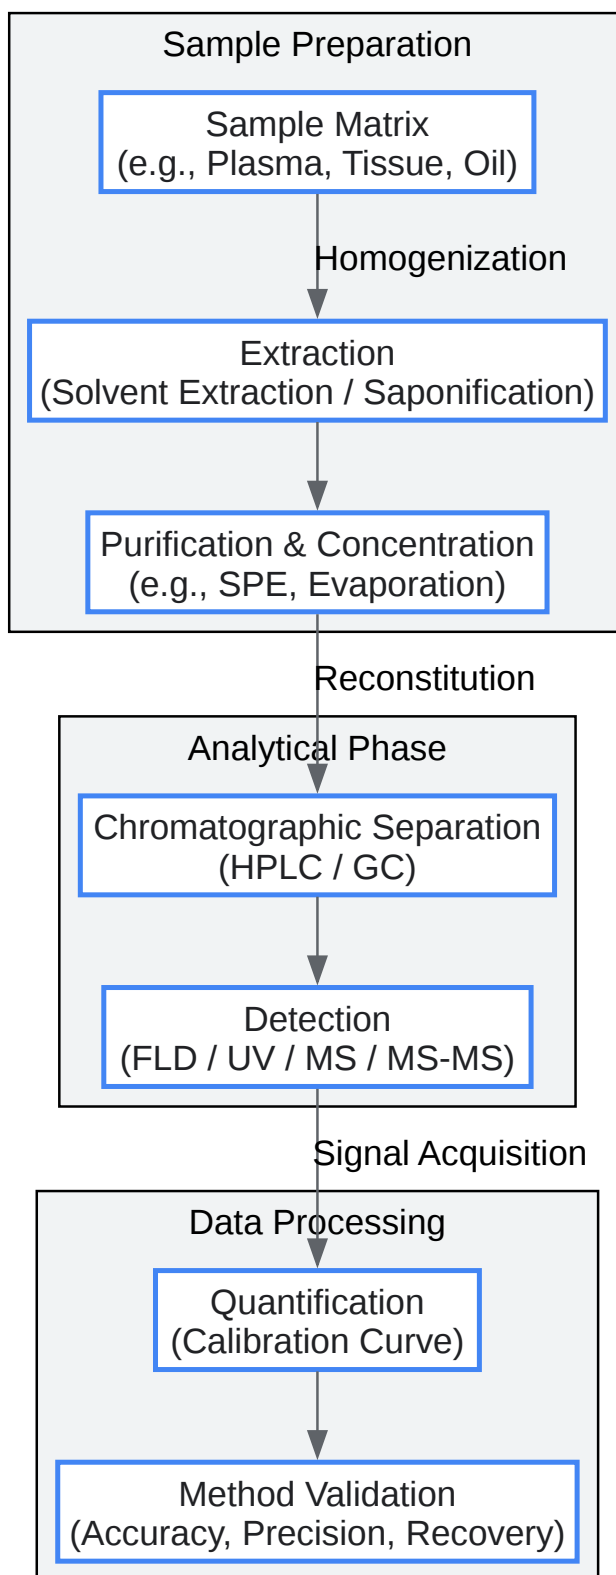 Sample Preparation
Sample Matrix
(e.g., Plasma, Tissue, Oil)
Homogenization
Extraction
(Solvent Extraction / Saponification)
Purification & Concentration
(e.g., SPE, Evaporation)
Reconstitution
Analytical Phase
Chromatographic Separation
(HPLC / GC)
Detection
(FLD / UV / MS / MS-MS)
Signal Acquisition
Data Processing
Quantification
(Calibration Curve)
Method Validation
(Accuracy, Precision, Recovery)